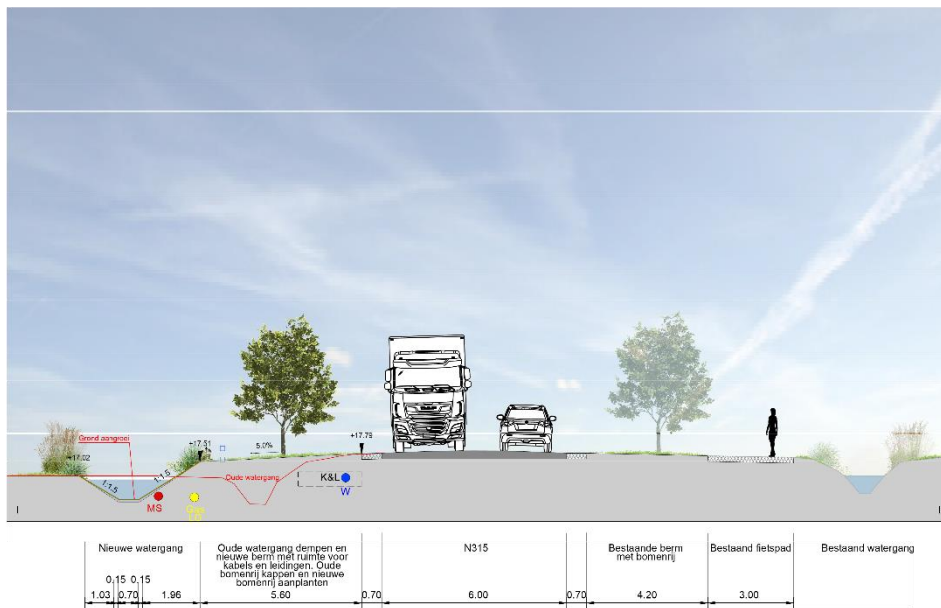 Grond aangroei
+17.51
+17.79
5.0%
+17.02
1:1.5
1:1.5
Oude watergang
K&L
W
MS
Gas
LD
Nieuwe watergang
Oude watergang dempen en
nieuwe berm met ruimte voor
kabels en leidingen. Oude
bomenrij kappen en nieuwe
bomenrij aanplanten
N315
Bestaande berm
met bomenrij
Bestaand fietspad
Bestaand watergang
0.15 0.15
1.03 0.70 1.96 5.60 0.70 6.00 0.70 4.20 3.00